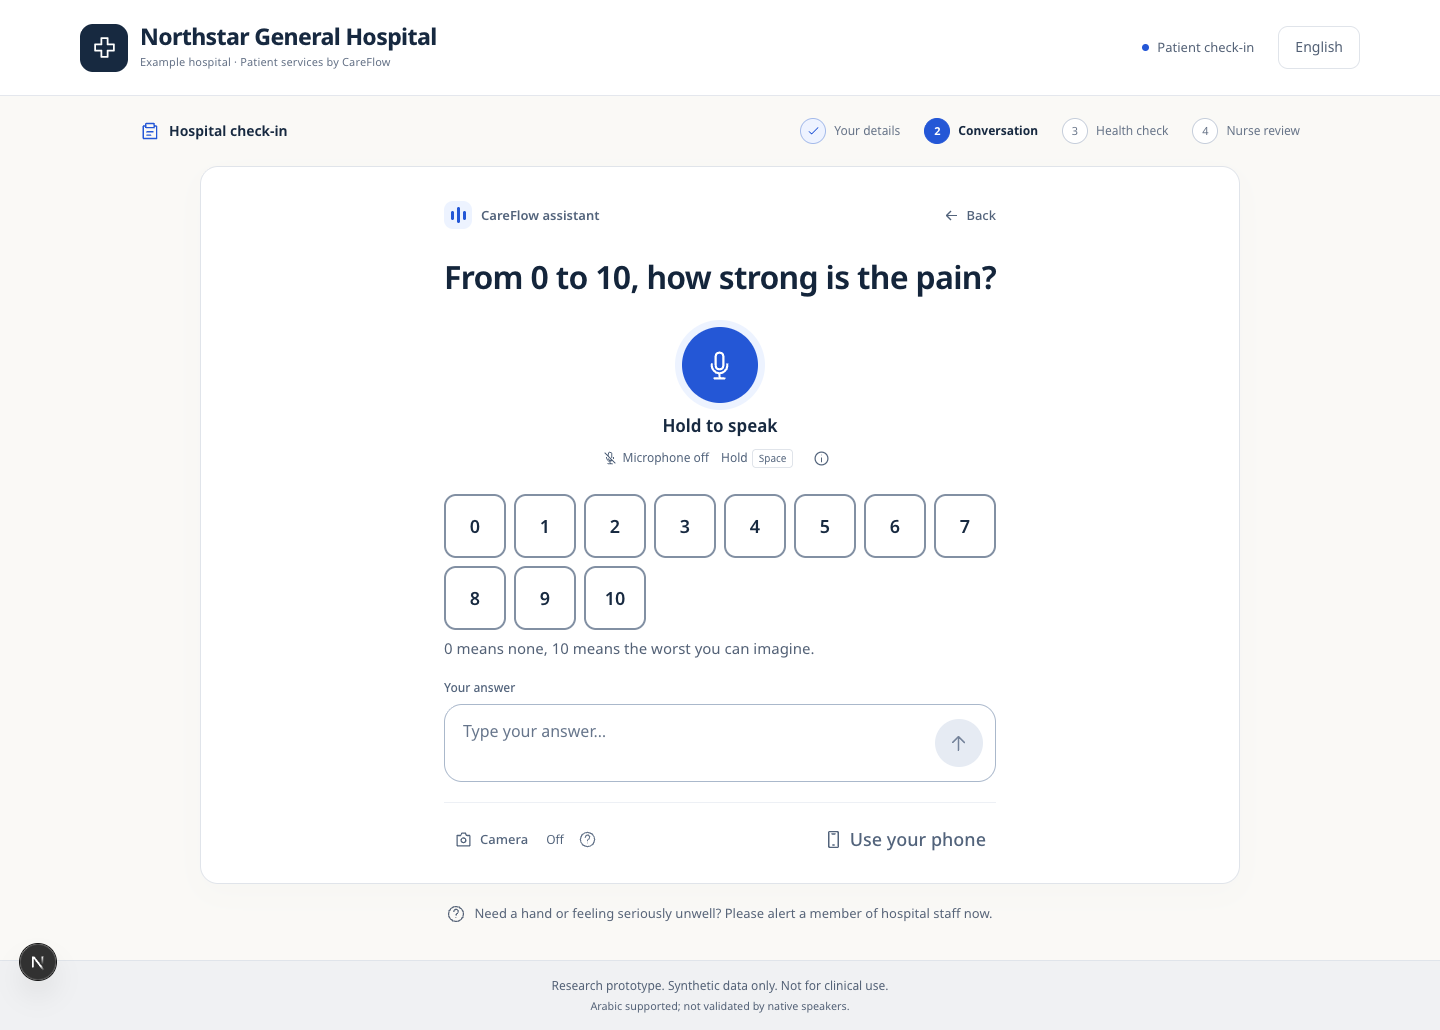 Northstar General Hospital
Example hospital · Patient services by CareFlow
Patient check-in
English
Hospital check-in
Your details
2 Conversation
3 Health check
4 Nurse review
CareFlow assistant
Back
From 0 to 10, how strong is the pain?
Hold to speak
Microphone off Hold Space
0 1 2 3 4 5 6 7
8 9 10
0 means none, 10 means the worst you can imagine.
Your answer
Type your answer...
Camera Off
Use your phone
Need a hand or feeling seriously unwell? Please alert a member of hospital staff now.
N
Research prototype. Synthetic data only. Not for clinical use.
Arabic supported; not validated by native speakers.